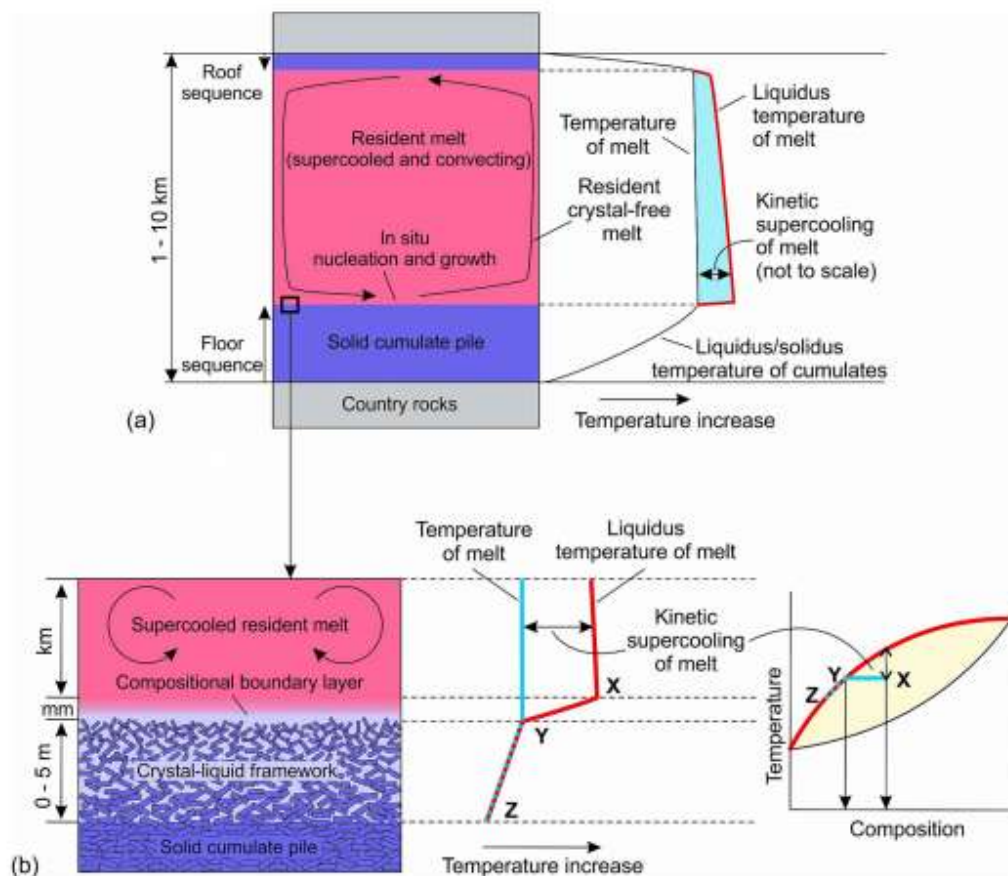 Roof
sequence
1 - 10 km
Floor
sequence
Resident melt
(supercooled and convecting)
In situ
nucleation and growth
Solid cumulate pile
Country rocks
Temperature
of melt
Resident
crystal-free
melt
Liquidus
temperature
of melt
Kinetic
supercooling
of melt
(not to scale)
Liquidus/solidus
temperature of cumulates
Temperature increase
(a)
km
mm
0 - 5 m
Supercooled resident melt
Compositional boundary layer
Crystal-liquid framework
Solid cumulate pile
Temperature
of melt
Liquidus
temperature of melt
Kinetic
supercooling
of melt
X
Y
Z
Temperature increase
Temperature
Y
X
Z
Composition
(b)